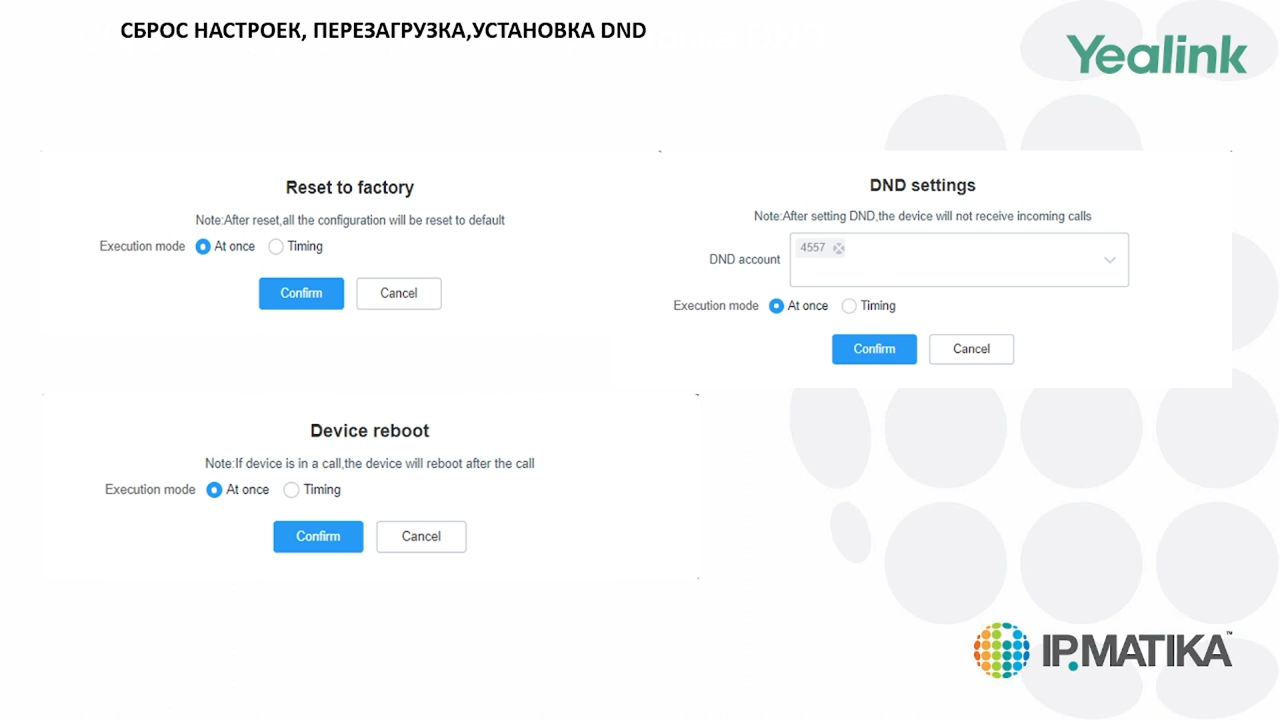 СБРОС НАСТРОЕК, ПЕРЕЗАГРУЗКА,УСТАНОВКА DND
Yealink
Reset to factory
Note:After reset,all the configuration will be reset to default
Execution mode At once Timing
Confirm Cancel
DND settings
Note:After setting DND,the device will not receive incoming calls
DND account 4557
Execution mode At once Timing
Confirm Cancel
Device reboot
Note:If device is in a call,the device will reboot after the call
Execution mode At once Timing
Confirm Cancel
IPMATIKA™